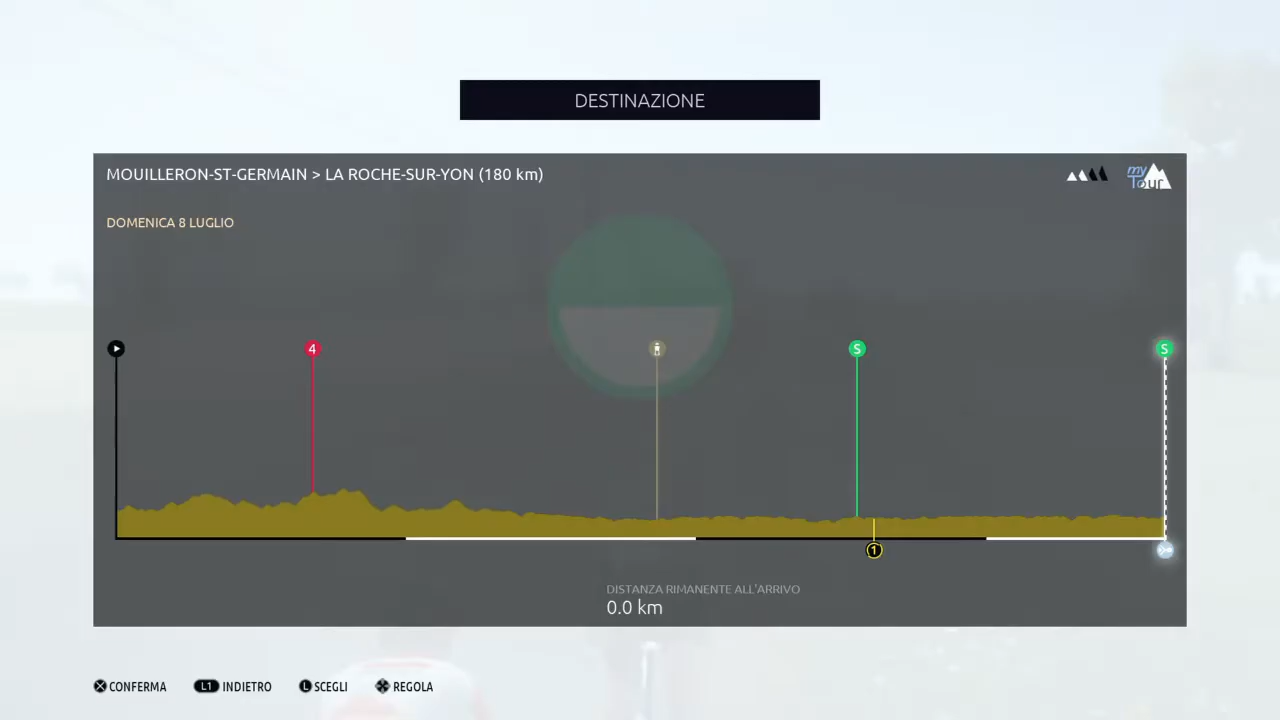 DESTINAZIONE
MOUILLERON-ST-GERMAIN > LA ROCHE-SUR-YON (180 km)
my
Tour
DOMENICA 8 LUGLIO
4
S
S
1
DISTANZA RIMANENTE ALL'ARRIVO
0.0 km
CONFERMA L1 INDIETRO L SCEGLI REGOLA